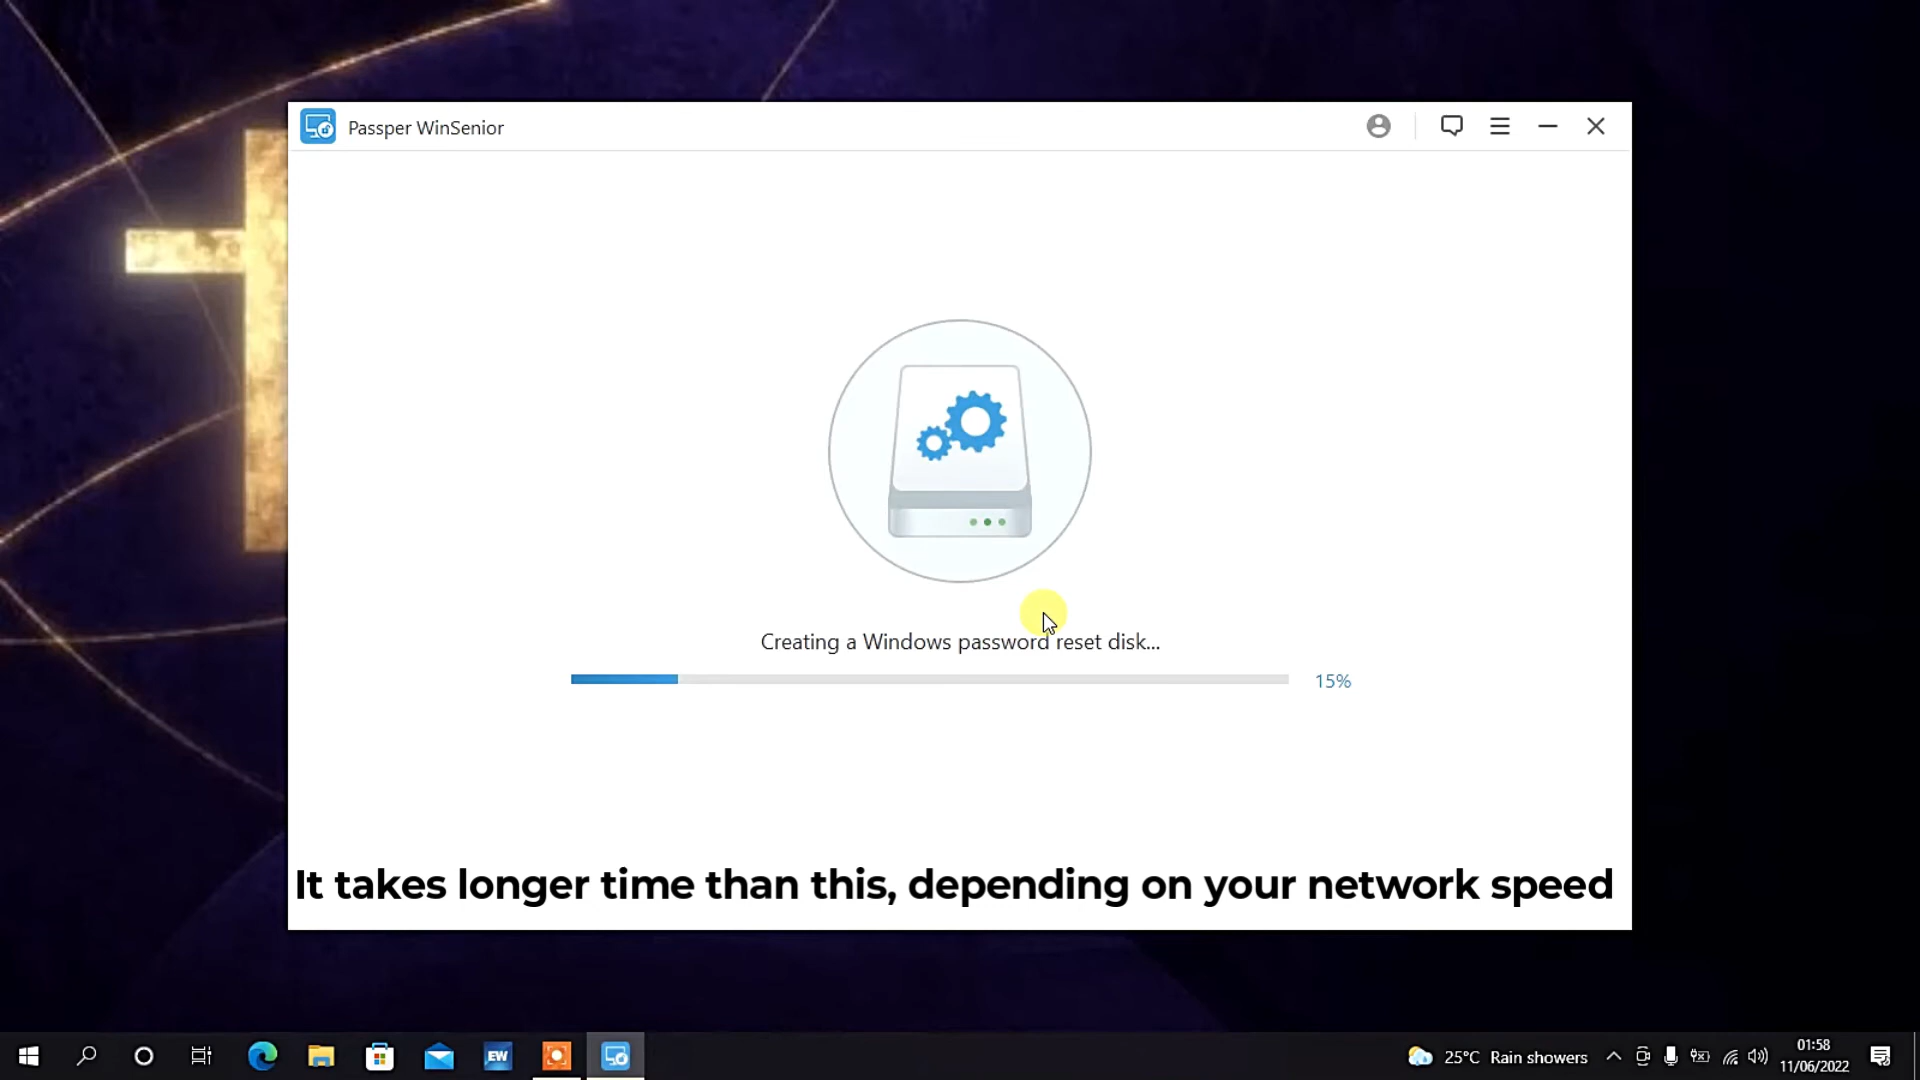 Passper WinSenior
Creating a Windows password reset disk...
15%
It takes longer time than this, depending on your network speed
EW
25°C Rain showers
01:58
11/06/2022